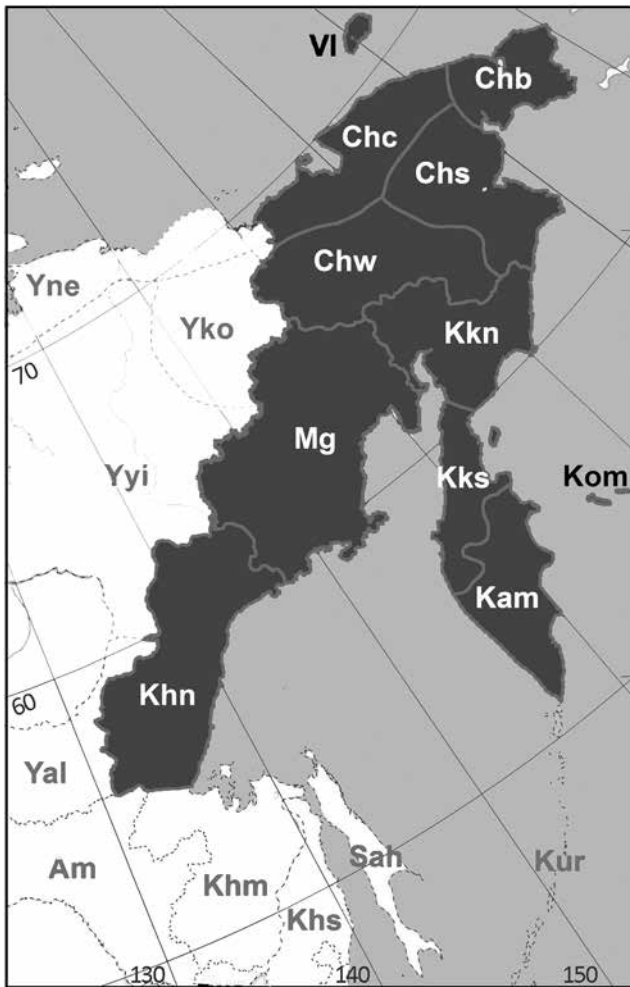 Vl
Chb
Chc
Chs
Chw
Yne
Yko
Kkn
70
Mg
Yyi
Kks
Kom
Kam
Khn
60
Yal
Sah
Kur
Am
Khm
Khs
130
140
150